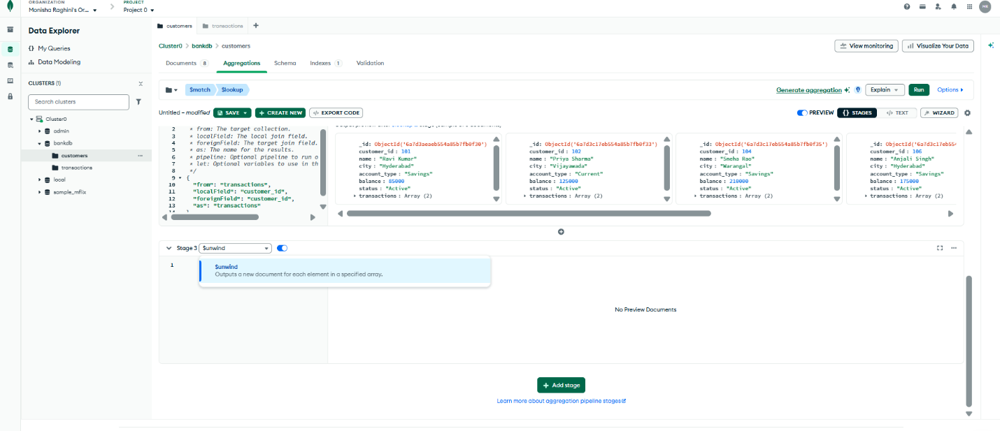 ORGANIZATION
Monisha Raghini's Or...
PROJECT
Project 0
MR
Data Explorer
My Queries
Data Modeling
CLUSTERS (1)
Search clusters
Cluster0
admin
bankdb
customers
transactions
local
sample_mflix
customers
transactions
Cluster0 > bankdb > customers
View monitoring
Visualize Your Data
Documents 8
Aggregations
Schema
Indexes 1
Validation
$match
$lookup
Generate aggregation
Explain
Run
Options
Untitled – modified
SAVE
CREATE NEW
</> EXPORT CODE
PREVIEW
{} STAGES
</> TEXT
WIZARD
2 * from: The target collection.
3 * localField: The local join field.
4 * foreignField: The target join field.
5 * as: The name for the results.
6 * pipeline: Optional pipeline to run o
7 * let: Optional variables to use in th
8 */
9 {
10 "from": "transactions",
11 "localField": "customer_id",
12 "foreignField": "customer_id",
13 "as": "transactions"
_id: ObjectId('6a7d3aeaeb554a85b7fb0f30')
customer_id : 101
name : "Ravi Kumar"
city : "Hyderabad"
account_type : "Savings"
balance : 85000
status : "Active"
transactions : Array (2)
_id: ObjectId('6a7d3c17eb554a85b7fb0f33')
customer_id : 102
name : "Priya Sharma"
city : "Vijayawada"
account_type : "Current"
balance : 125000
status : "Active"
transactions : Array (2)
_id: ObjectId('6a7d3c17eb554a85b7fb0f35')
customer_id : 104
name : "Sneha Rao"
city : "Warangal"
account_type : "Savings"
balance : 210000
status : "Active"
transactions : Array (2)
_id: ObjectId('6a7d3c17eb554a85b7fb
customer_id : 106
name : "Anjali Singh"
city : "Hyderabad"
account_type : "Savings"
balance : 175000
status : "Active"
transactions : Array (2)
Stage 3 $unwind
1
$unwind
Outputs a new document for each element in a specified array.
No Preview Documents
Add stage
Learn more about aggregation pipeline stages